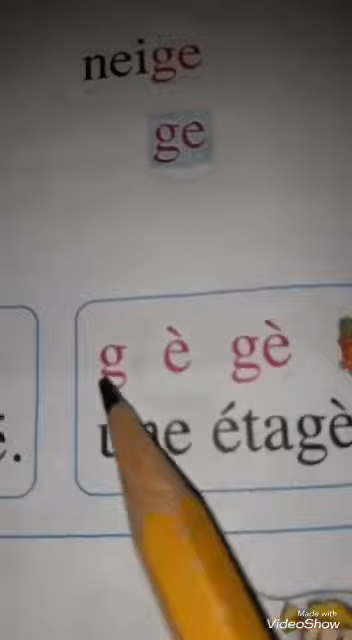 neige
ge
g è gè
une étagè
é.
Made with
VideoShow